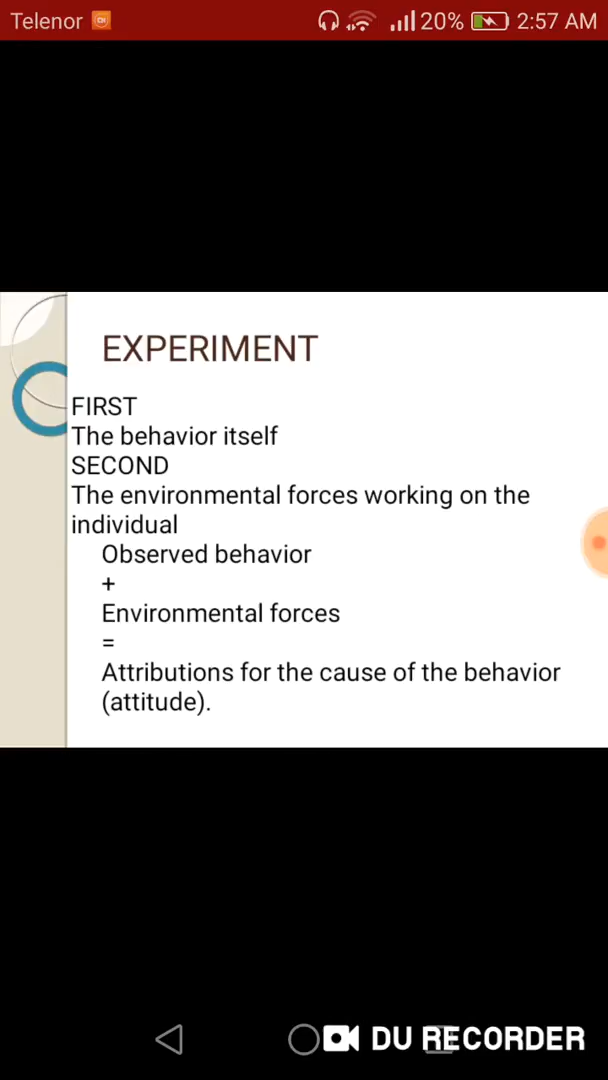 Telenor
20% 2:57 AM
EXPERIMENT
FIRST
The behavior itself
SECOND
The environmental forces working on the
individual
Observed behavior
+
Environmental forces
=
Attributions for the cause of the behavior
(attitude).
DU RECORDER